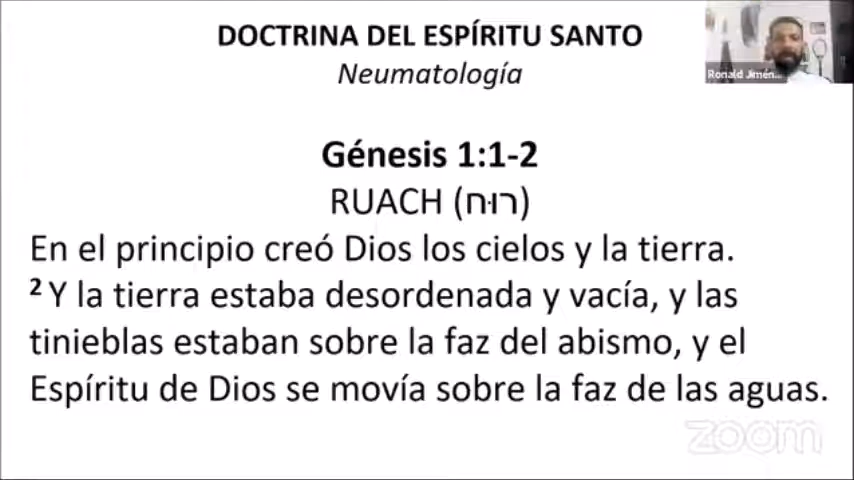 DOCTRINA DEL ESPÍRITU SANTO
Neumatología
Ronald Jimén...
Génesis 1:1-2
RUACH (רוּח)
En el principio creó Dios los cielos y la tierra.
² Y la tierra estaba desordenada y vacía, y las
tinieblas estaban sobre la faz del abismo, y el
Espíritu de Dios se movía sobre la faz de las aguas.
zoom